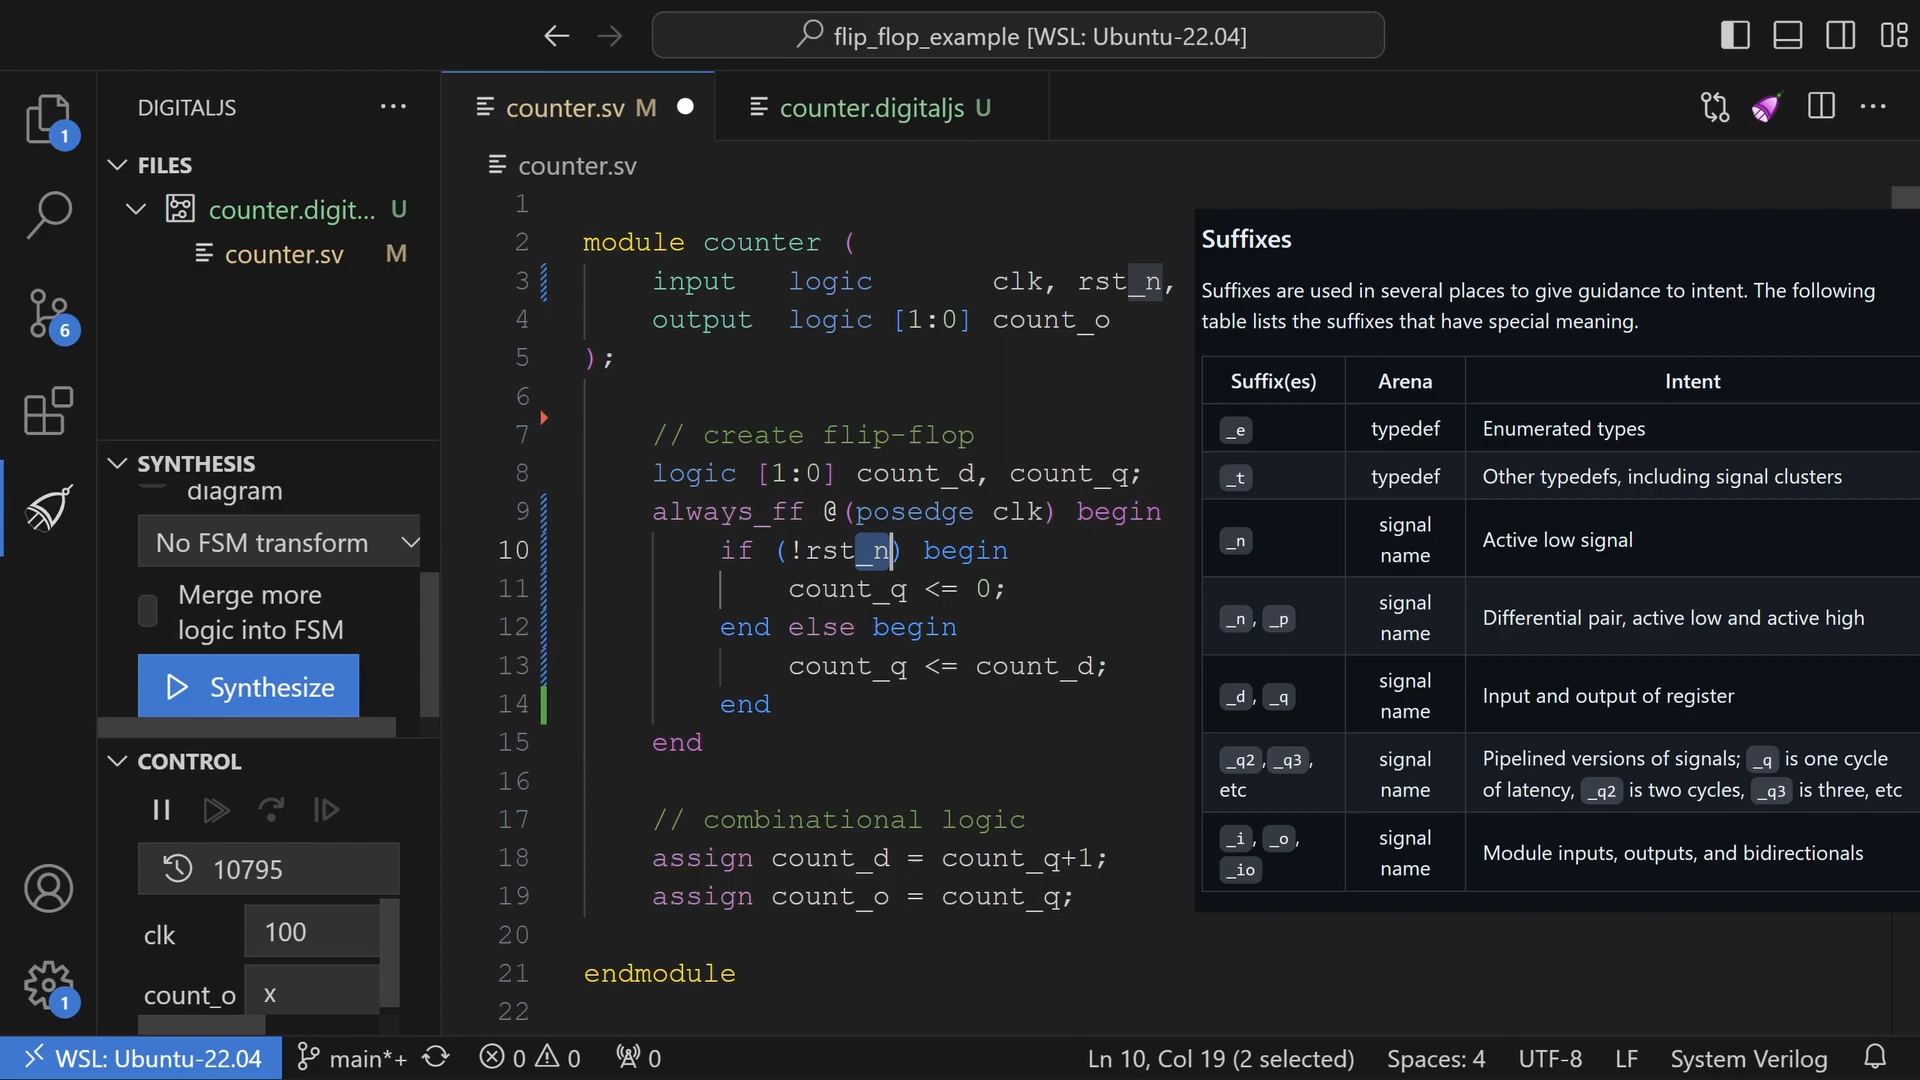 flip_flop_example [WSL: Ubuntu-22.04]
DIGITALJS
FILES
counter.digit... U
counter.sv M
SYNTHESIS
diagram
No FSM transform
Merge more
logic into FSM
Synthesize
CONTROL
10795
clk 100
count_o x
1
1
6
counter.sv M
counter.digitaljs U
counter.sv
1
2 module counter (
3 input logic clk, rst_n,
4 output logic [1:0] count_o
5 );
6
7 // create flip-flop
8 logic [1:0] count_d, count_q;
9 always_ff @(posedge clk) begin
10 if (!rst_n) begin
11 count_q <= 0;
12 end else begin
13 count_q <= count_d;
14 end
15 end
16
17 // combinational logic
18 assign count_d = count_q+1;
19 assign count_o = count_q;
20
21 endmodule
22
Suffixes
Suffixes are used in several places to give guidance to intent. The following
table lists the suffixes that have special meaning.
Suffix(es) Arena Intent
_e typedef Enumerated types
_t typedef Other typedefs, including signal clusters
_n signal name Active low signal
_n, _p signal name Differential pair, active low and active high
_d, _q signal name Input and output of register
_q2, _q3, etc signal name Pipelined versions of signals; _q is one cycle
of latency, _q2 is two cycles, _q3 is three, etc
_i, _o, _io signal name Module inputs, outputs, and bidirectionals
WSL: Ubuntu-22.04 main*+ 0 0 0 Ln 10, Col 19 (2 selected) Spaces: 4 UTF-8 LF System Verilog